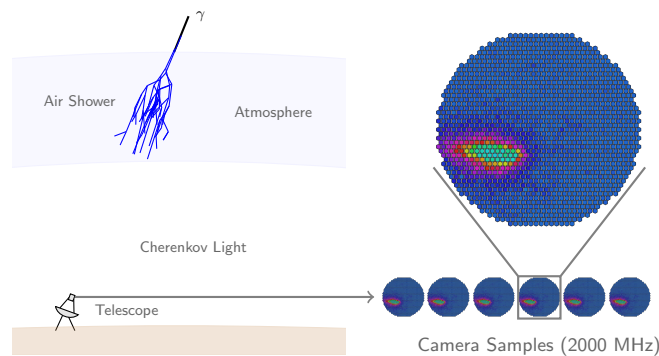 γ
Air Shower
Atmosphere
Cherenkov Light
Telescope
Camera Samples (2000 MHz)